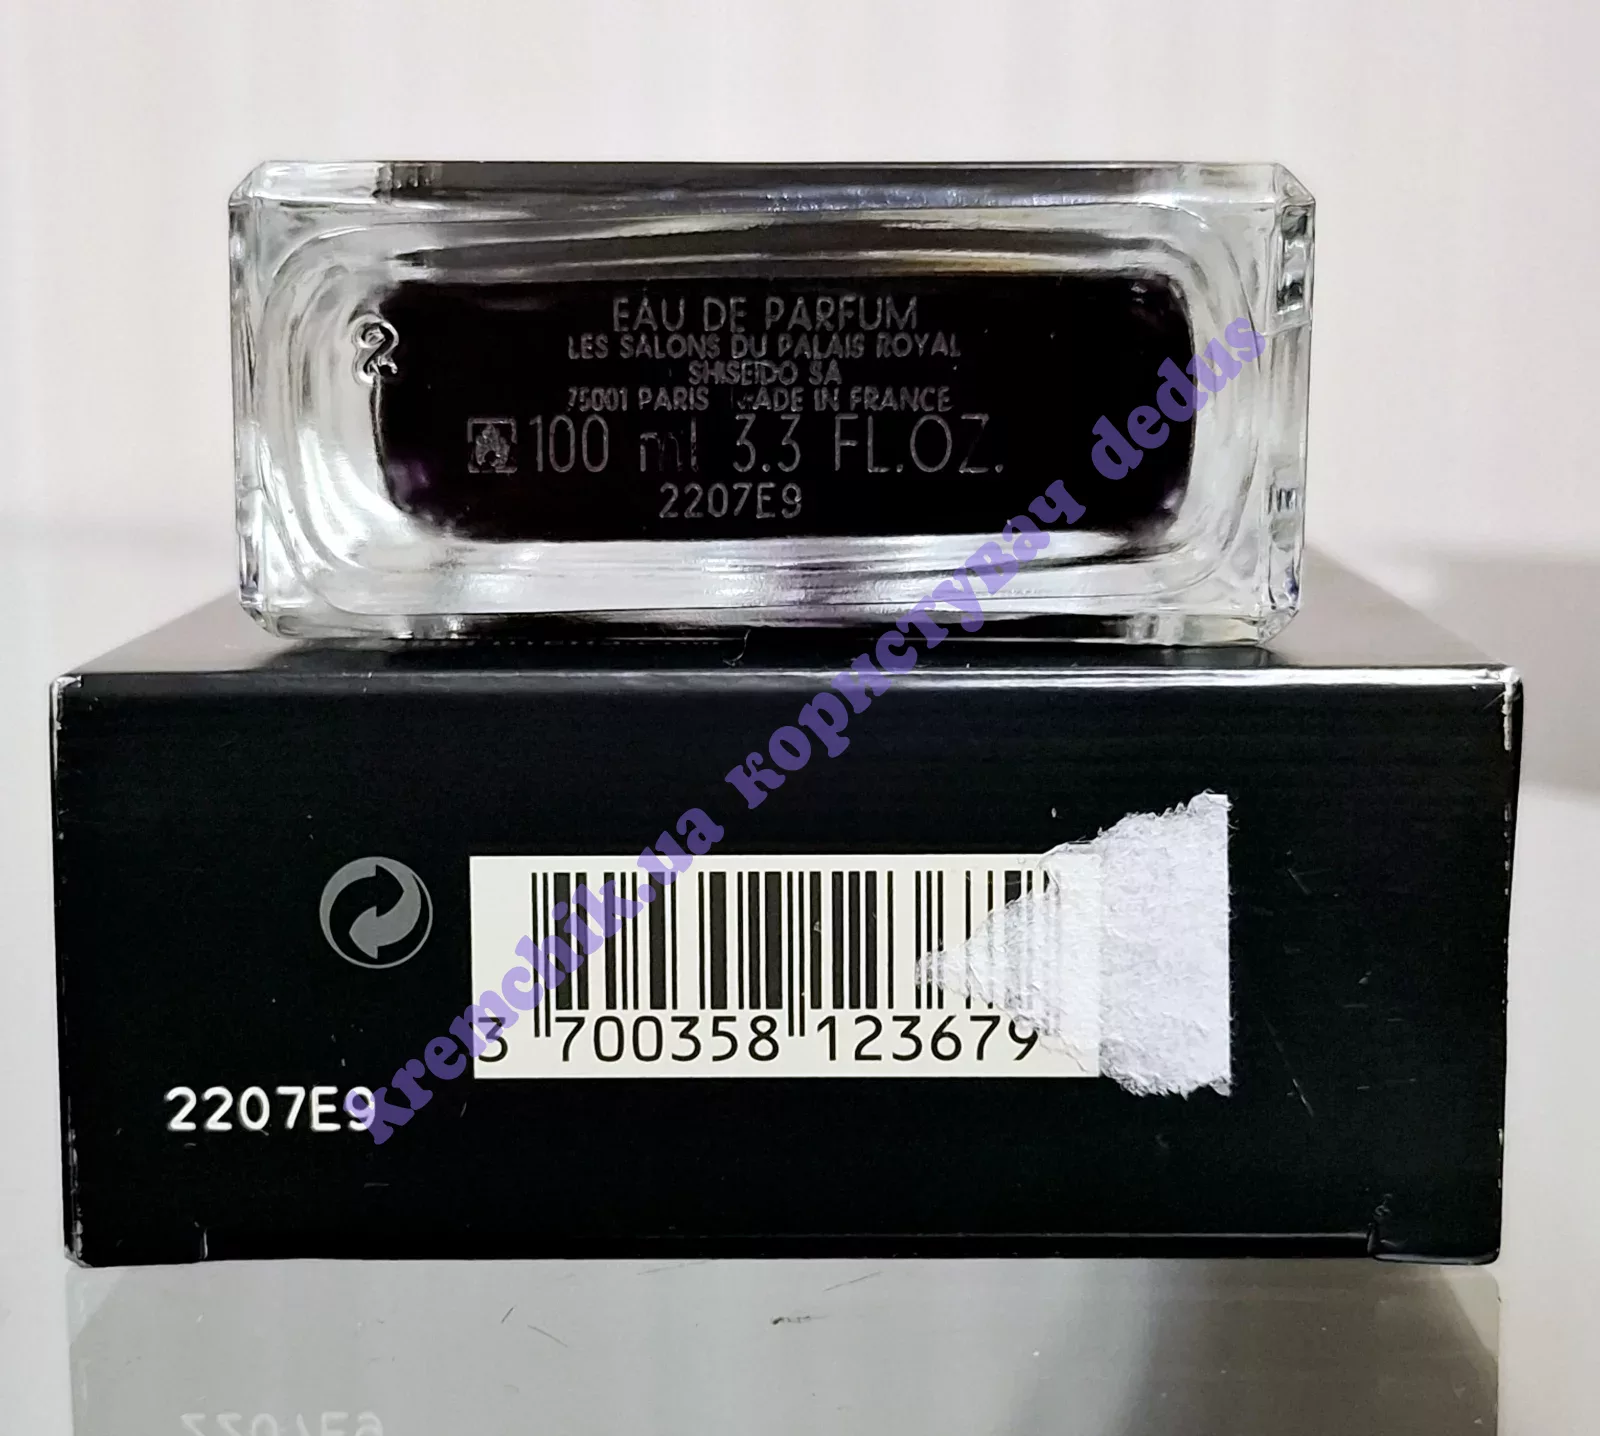 EAU DE PARFUM
LES SALONS DU PALAIS ROYAL
SHISEIDO SA
75001 PARIS MADE IN FRANCE
100 ml 3.3 FL.OZ.
2207E9
kremchik.ua користувач dedus
3 700358 123679
2207E9
2207E9